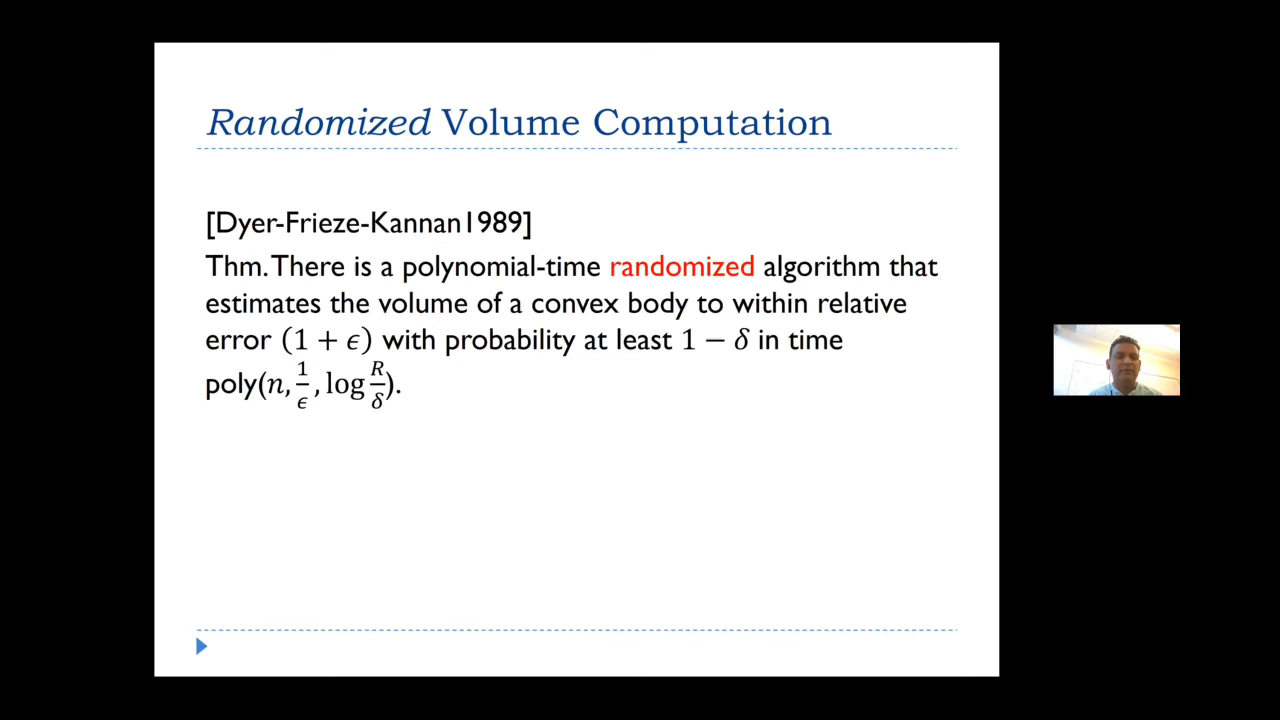 Randomized Volume Computation
[Dyer-Frieze-Kannan1989]
Thm. There is a polynomial-time randomized algorithm that
estimates the volume of a convex body to within relative
error (1 + ϵ) with probability at least 1 − δ in time
poly(n, 1/ϵ, log R/δ).